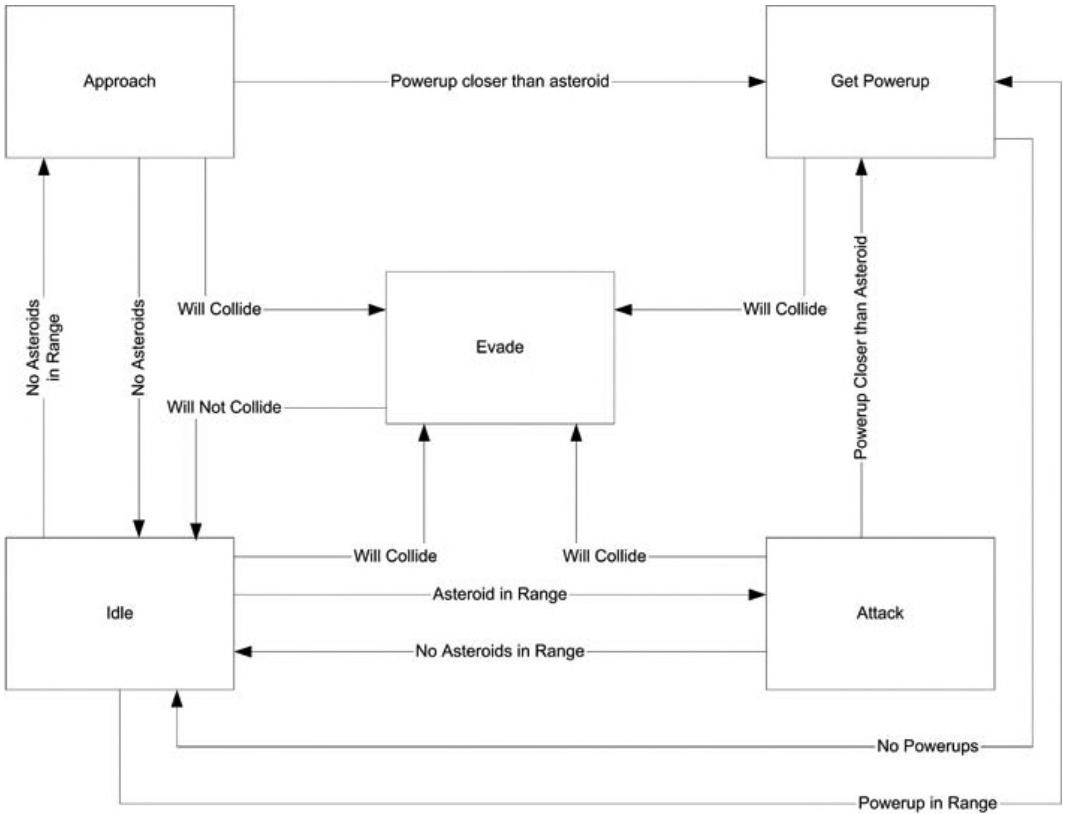 Approach
Powerup closer than asteroid
Get Powerup
No Asteroids
in Range
No Asteroids
Will Collide
Will Collide
Powerup Closer than Asteroid
Evade
Will Not Collide
Will Collide
Will Collide
Idle
Asteroid in Range
Attack
No Asteroids in Range
No Powerups
Powerup in Range